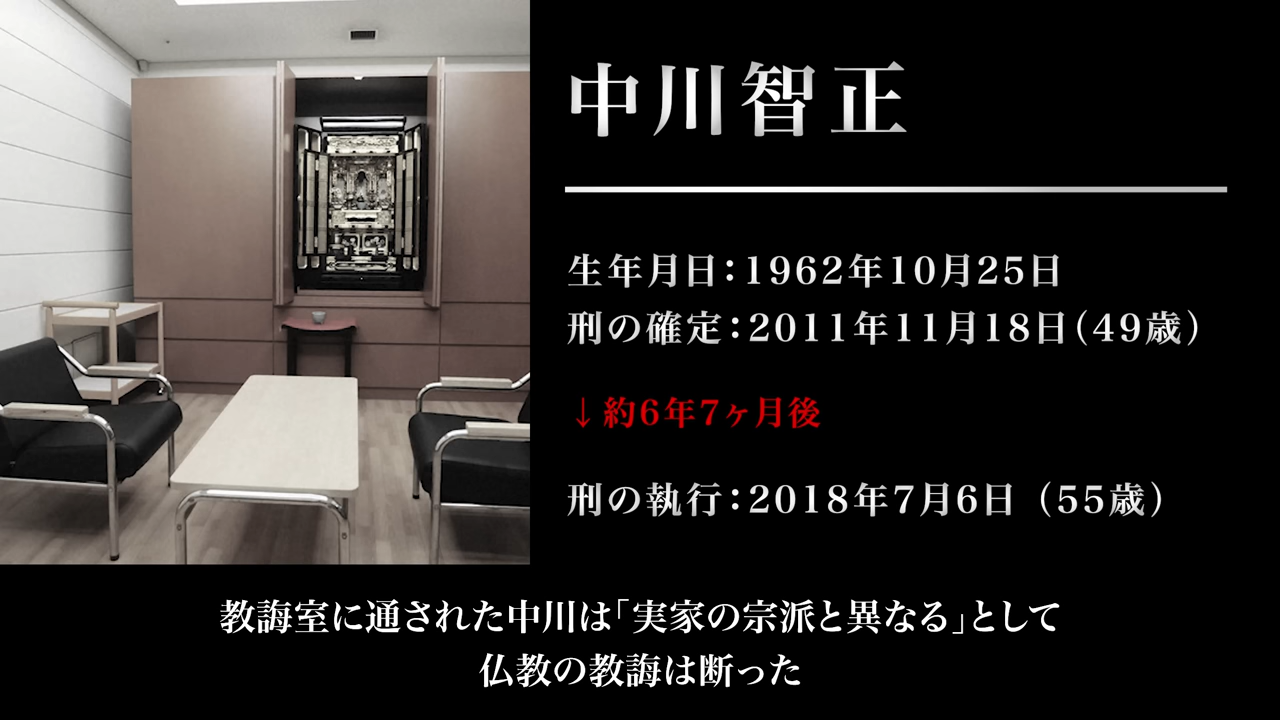 中川智正
生年月日：1962年10月25日
刑の確定：2011年11月18日（49歳）
↓約6年7ヶ月後
刑の執行：2018年7月6日（55歳）
教誨室に通された中川は「実家の宗派と異なる」として
仏教の教誨は断った